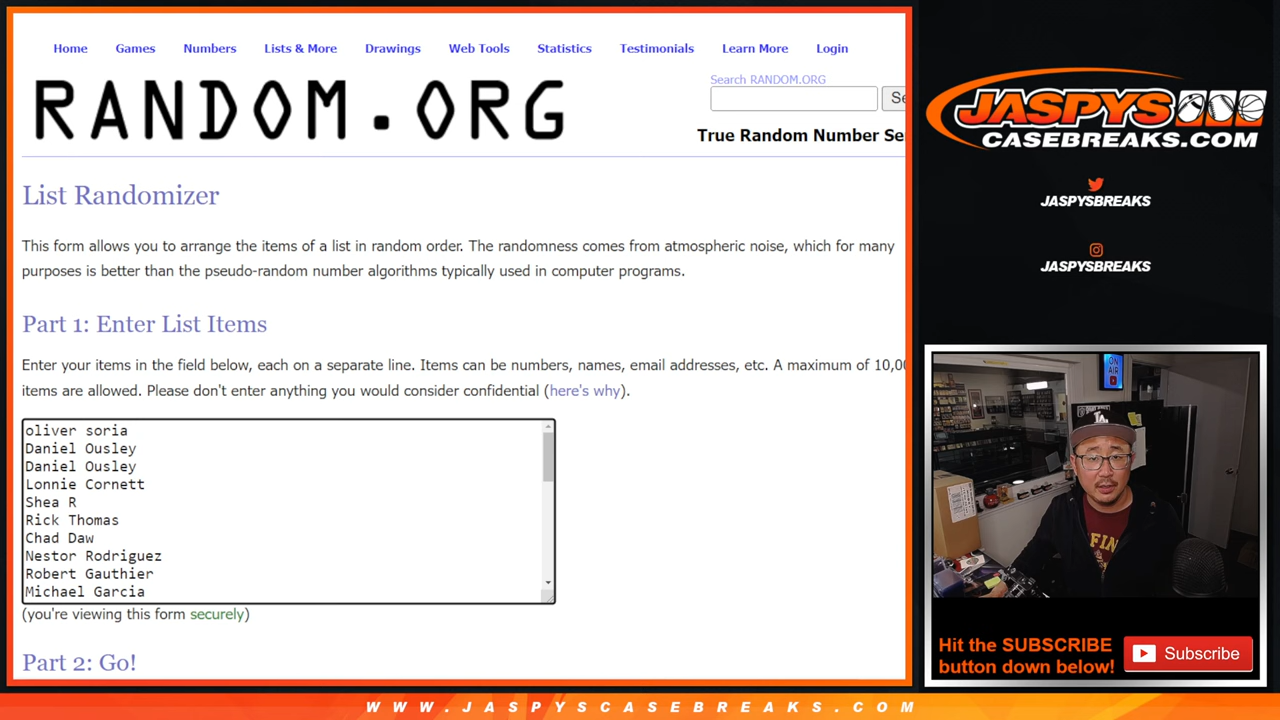 Home Games Numbers Lists & More Drawings Web Tools Statistics Testimonials Learn More Login
RANDOM.ORG
Search RANDOM.ORG
Se
True Random Number Se
List Randomizer
This form allows you to arrange the items of a list in random order. The randomness comes from atmospheric noise, which for many
purposes is better than the pseudo-random number algorithms typically used in computer programs.
Part 1: Enter List Items
Enter your items in the field below, each on a separate line. Items can be numbers, names, email addresses, etc. A maximum of 10,00
items are allowed. Please don't enter anything you would consider confidential (here's why).
oliver soria
Daniel Ousley
Daniel Ousley
Lonnie Cornett
Shea R
Rick Thomas
Chad Daw
Nestor Rodriguez
Robert Gauthier
Michael Garcia
(you're viewing this form securely)
Part 2: Go!
JASPYS
CASEBREAKS.COM
JASPYSBREAKS
JASPYSBREAKS
ON
AIR
LA
Hit the SUBSCRIBE
button down below!
Subscribe
WWW.JASPYSCASEBREAKS.COM